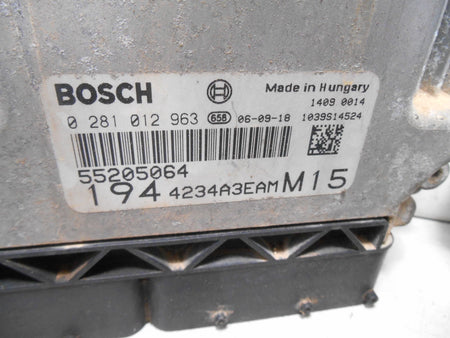 BOSCH Made in Hungary
1409 0014
0 281 012 963 658 06-09-18 1039S14524
55205064
194 4234A3EAM M15